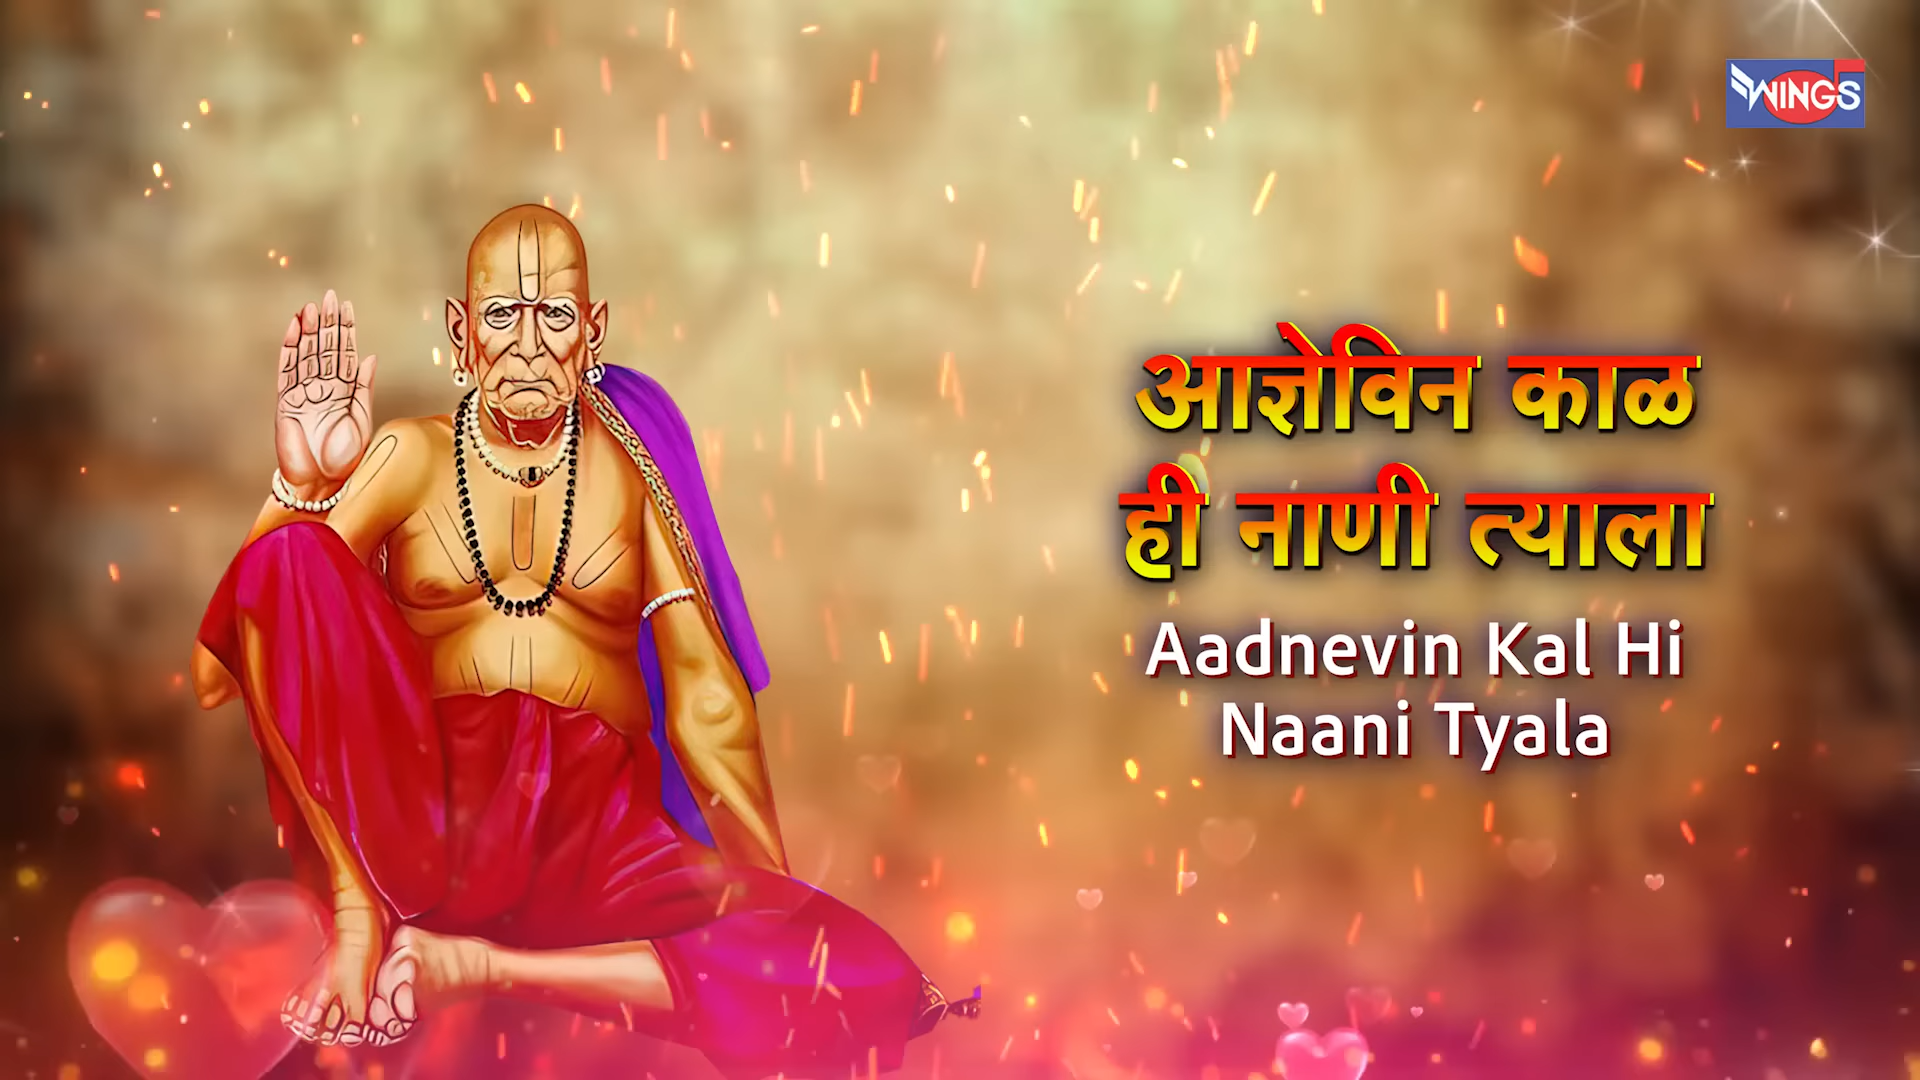 WINGS
आज्ञेविन काळ
ही नाणी त्याला
Aadnevin Kal Hi
Naani Tyala